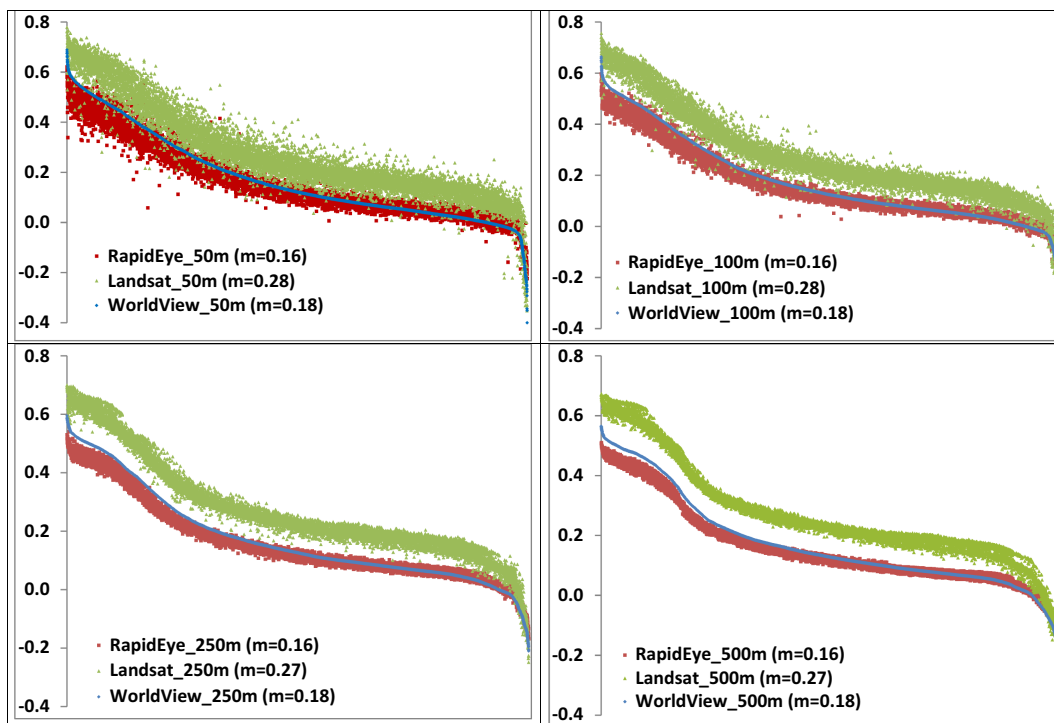 0.8
0.6
0.4
0.2
0.0
-0.2
-0.4
RapidEye_50m (m=0.16)
Landsat_50m (m=0.28)
WorldView_50m (m=0.18)
0.8
0.6
0.4
0.2
0.0
-0.2
-0.4
RapidEye_100m (m=0.16)
Landsat_100m (m=0.28)
WorldView_100m (m=0.18)
0.8
0.6
0.4
0.2
0.0
-0.2
-0.4
RapidEye_250m (m=0.16)
Landsat_250m (m=0.27)
WorldView_250m (m=0.18)
0.8
0.6
0.4
0.2
0.0
-0.2
-0.4
RapidEye_500m (m=0.16)
Landsat_500m (m=0.27)
WorldView_500m (m=0.18)